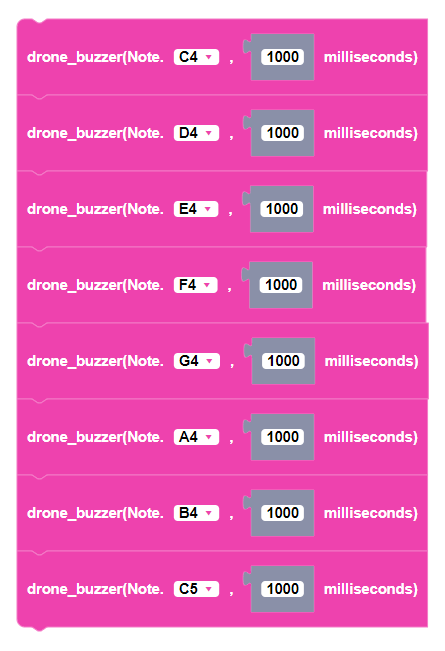 drone_buzzer(Note. C4 , 1000 milliseconds)
drone_buzzer(Note. D4 , 1000 milliseconds)
drone_buzzer(Note. E4 , 1000 milliseconds)
drone_buzzer(Note. F4 , 1000 milliseconds)
drone_buzzer(Note. G4 , 1000 milliseconds)
drone_buzzer(Note. A4 , 1000 milliseconds)
drone_buzzer(Note. B4 , 1000 milliseconds)
drone_buzzer(Note. C5 , 1000 milliseconds)